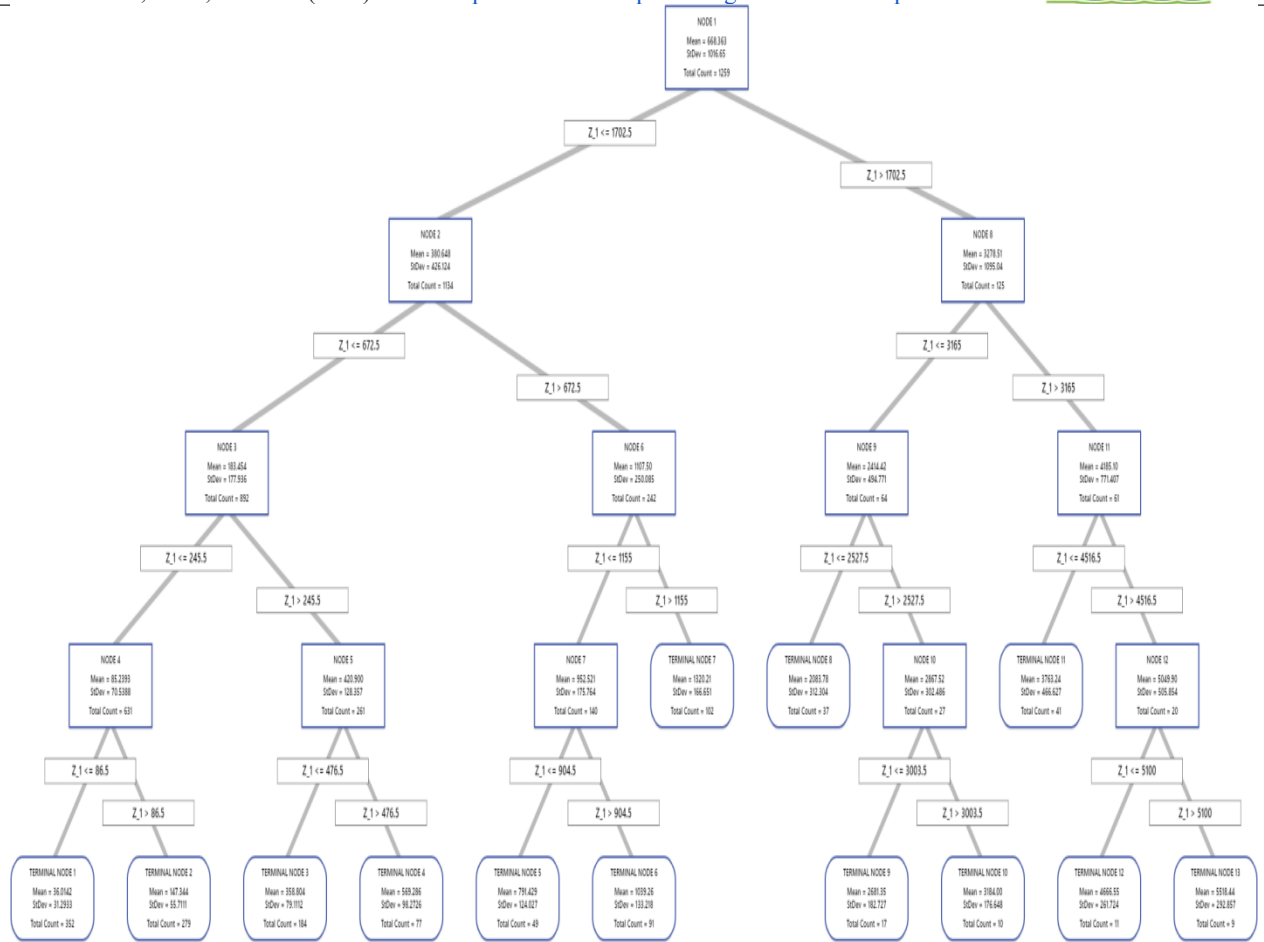 NODE 1
Mean = 668.363
StDev = 1016.65
Total Count = 1259
Z_1 <= 1702.5
Z_1 > 1702.5
NODE 2
Mean = 380.648
StDev = 426.124
Total Count = 1134
NODE 8
Mean = 3278.51
StDev = 1095.04
Total Count = 125
Z_1 <= 672.5
Z_1 > 672.5
Z_1 <= 3165
Z_1 > 3165
NODE 3
Mean = 183.454
StDev = 177.936
Total Count = 892
NODE 6
Mean = 1107.50
StDev = 250.085
Total Count = 242
NODE 9
Mean = 2414.42
StDev = 494.771
Total Count = 64
NODE 11
Mean = 4185.10
StDev = 771.407
Total Count = 61
Z_1 <= 245.5
Z_1 > 245.5
Z_1 <= 1155
Z_1 > 1155
Z_1 <= 2527.5
Z_1 > 2527.5
Z_1 <= 4516.5
Z_1 > 4516.5
NODE 4
Mean = 85.2393
StDev = 70.5388
Total Count = 631
NODE 5
Mean = 420.900
StDev = 128.357
Total Count = 261
NODE 7
Mean = 952.521
StDev = 175.764
Total Count = 140
TERMINAL NODE 7
Mean = 1320.21
StDev = 166.651
Total Count = 102
TERMINAL NODE 8
Mean = 2083.78
StDev = 312.304
Total Count = 37
NODE 10
Mean = 2867.52
StDev = 302.486
Total Count = 27
TERMINAL NODE 11
Mean = 3763.24
StDev = 466.627
Total Count = 41
NODE 12
Mean = 5049.90
StDev = 505.854
Total Count = 20
Z_1 <= 86.5
Z_1 > 86.5
Z_1 <= 476.5
Z_1 > 476.5
Z_1 <= 904.5
Z_1 > 904.5
Z_1 <= 3003.5
Z_1 > 3003.5
Z_1 <= 5100
Z_1 > 5100
TERMINAL NODE 1
Mean = 36.0142
StDev = 31.2933
Total Count = 352
TERMINAL NODE 2
Mean = 147.344
StDev = 55.7111
Total Count = 279
TERMINAL NODE 3
Mean = 358.804
StDev = 79.1112
Total Count = 184
TERMINAL NODE 4
Mean = 569.286
StDev = 98.2726
Total Count = 77
TERMINAL NODE 5
Mean = 791.429
StDev = 124.027
Total Count = 49
TERMINAL NODE 6
Mean = 1039.26
StDev = 133.218
Total Count = 91
TERMINAL NODE 9
Mean = 2681.35
StDev = 182.727
Total Count = 17
TERMINAL NODE 10
Mean = 3184.00
StDev = 176.648
Total Count = 10
TERMINAL NODE 12
Mean = 4666.55
StDev = 261.724
Total Count = 11
TERMINAL NODE 13
Mean = 5518.44
StDev = 292.857
Total Count = 9